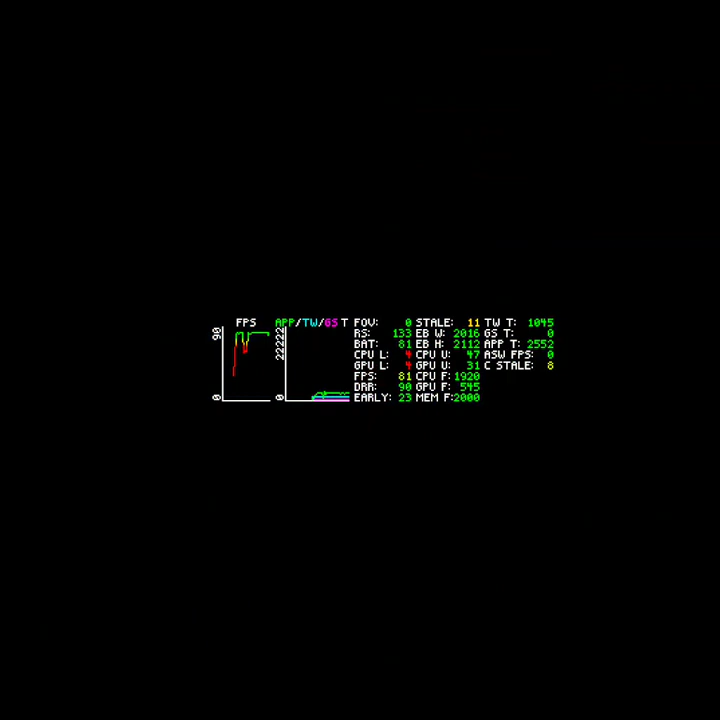 FPS APP/TW/GS T FOV: 0 STALE: 11 TW T: 1045
90 22222 RS: 133 EB W: 2016 GS T: 0
BAT: 81 EB H: 2112 APP T: 2552
CPU L: 4 CPU U: 47 ASW FPS: 0
GPU L: 4 GPU U: 31 C STALE: 8
FPS: 81 CPU F: 1920
DRR: 90 GPU F: 545
0 0 EARLY: 23 MEM F: 2000